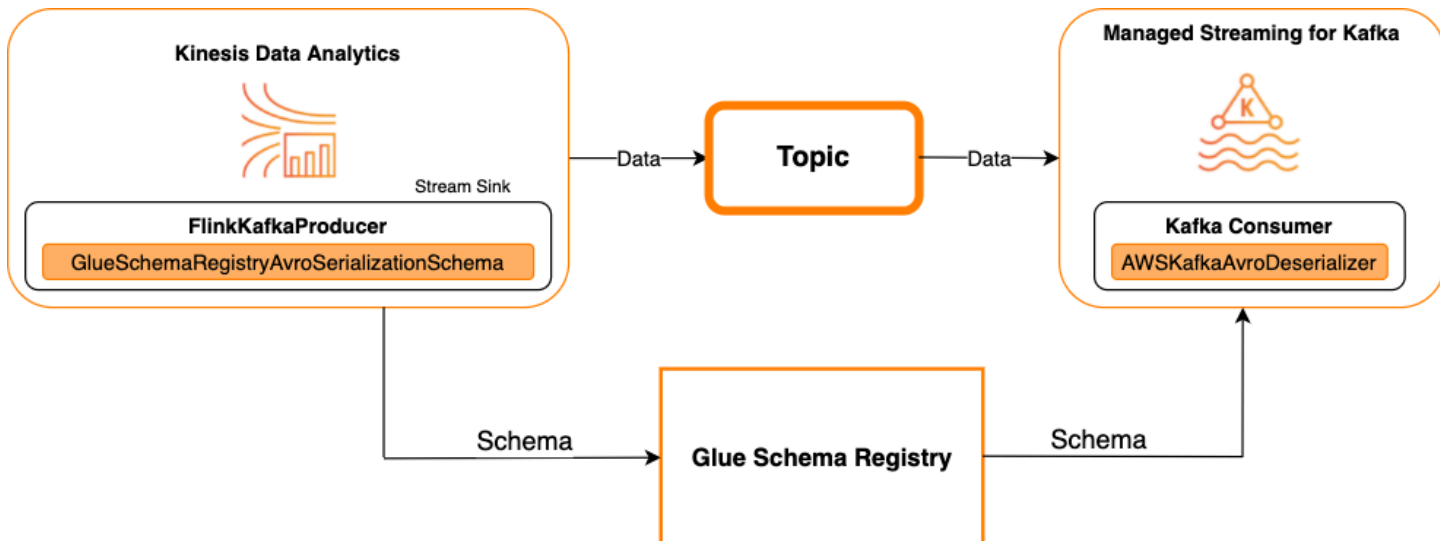 Kinesis Data Analytics
Stream Sink
FlinkKafkaProducer
GlueSchemaRegistryAvroSerializationSchema
Data
Topic
Data
Managed Streaming for Kafka
K
Kafka Consumer
AWSKafkaAvroDeserializer
Schema
Glue Schema Registry
Schema